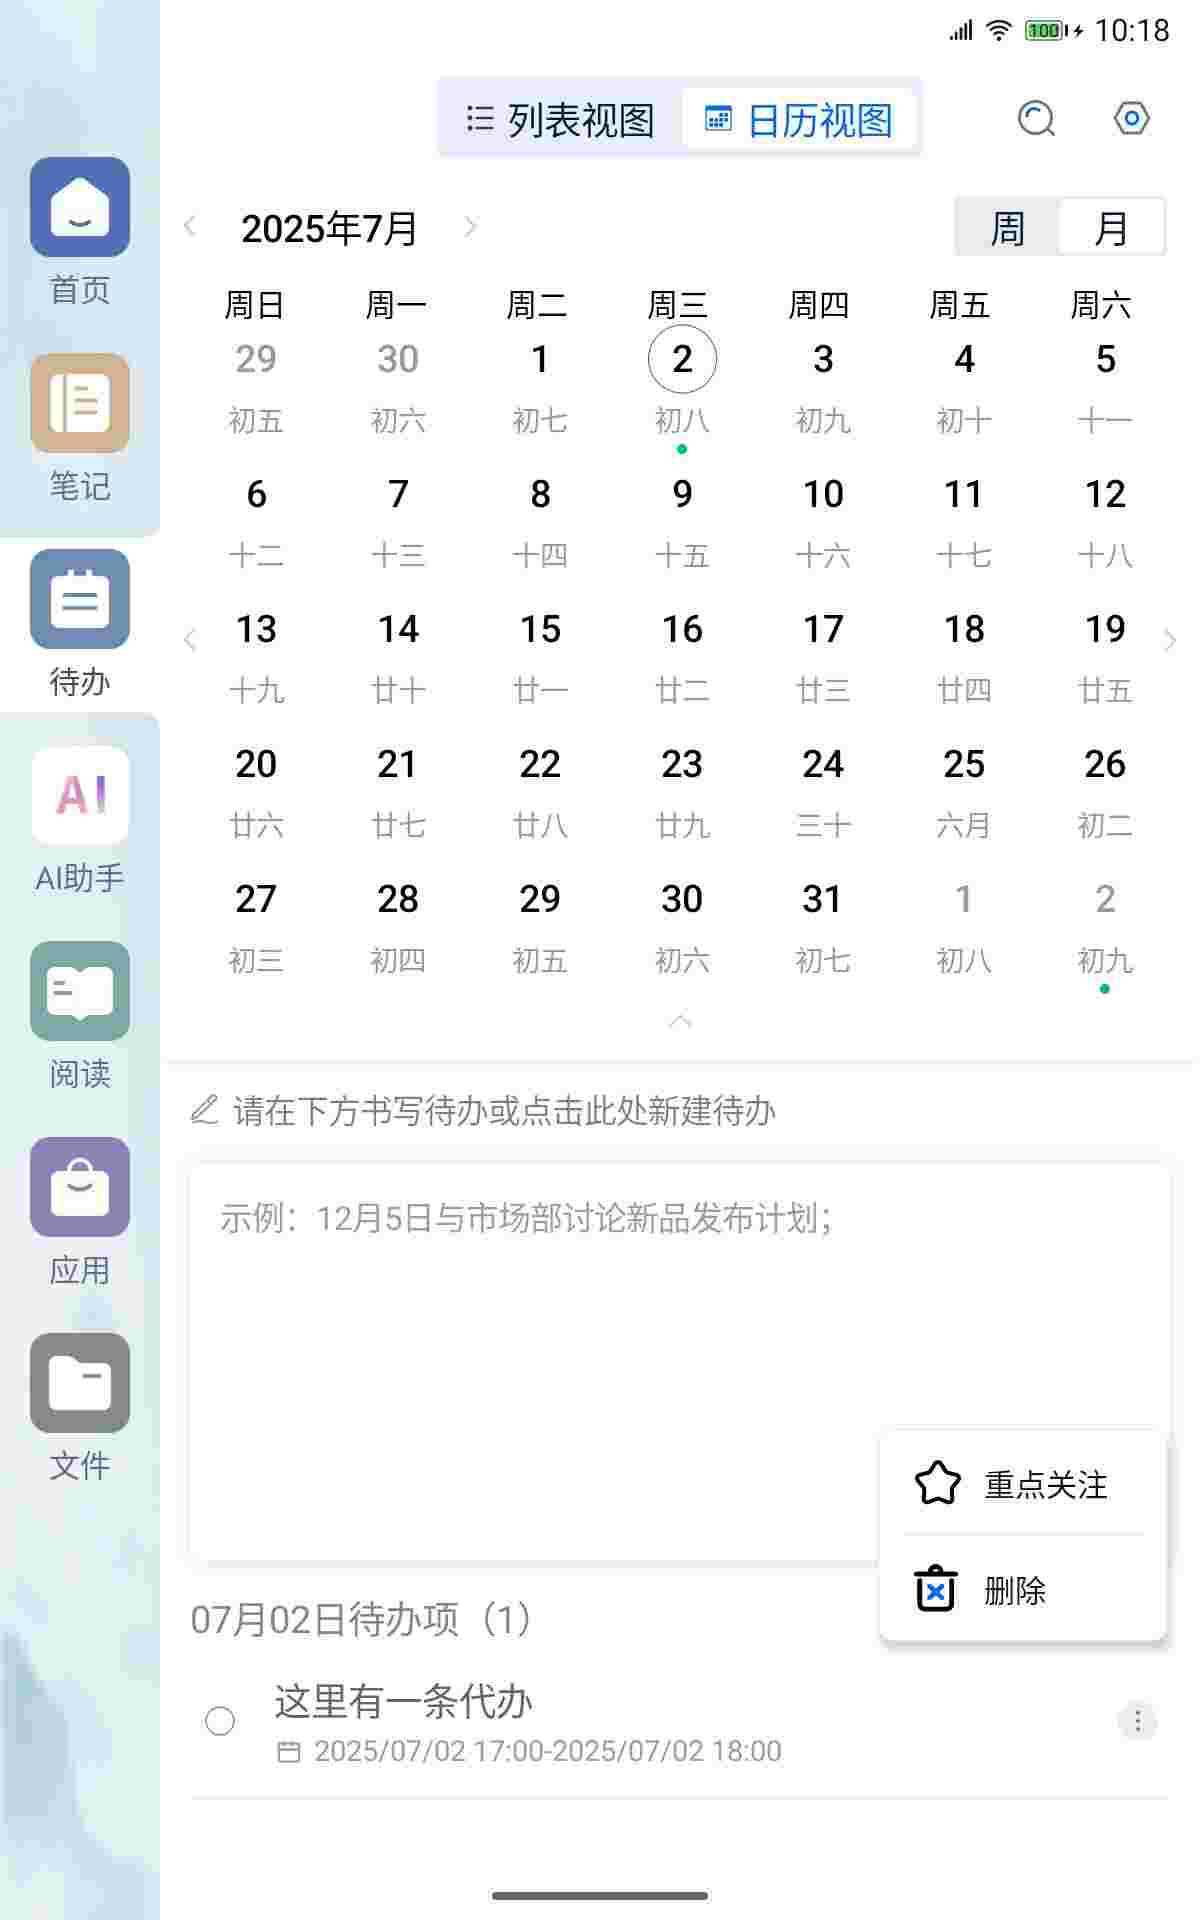 100 10:18
列表视图 日历视图
2025年7月 周 月
周日 周一 周二 周三 周四 周五 周六
29 30 1 2 3 4 5
初五 初六 初七 初八 初九 初十 十一
6 7 8 9 10 11 12
十二 十三 十四 十五 十六 十七 十八
13 14 15 16 17 18 19
十九 廿十 廿一 廿二 廿三 廿四 廿五
20 21 22 23 24 25 26
廿六 廿七 廿八 廿九 三十 六月 初二
27 28 29 30 31 1 2
初三 初四 初五 初六 初七 初八 初九
请在下方书写待办或点击此处新建待办
示例：12月5日与市场部讨论新品发布计划；
重点关注
删除
07月02日待办项（1）
这里有一条代办
2025/07/02 17:00-2025/07/02 18:00
首页
笔记
待办
AI
AI助手
阅读
应用
文件